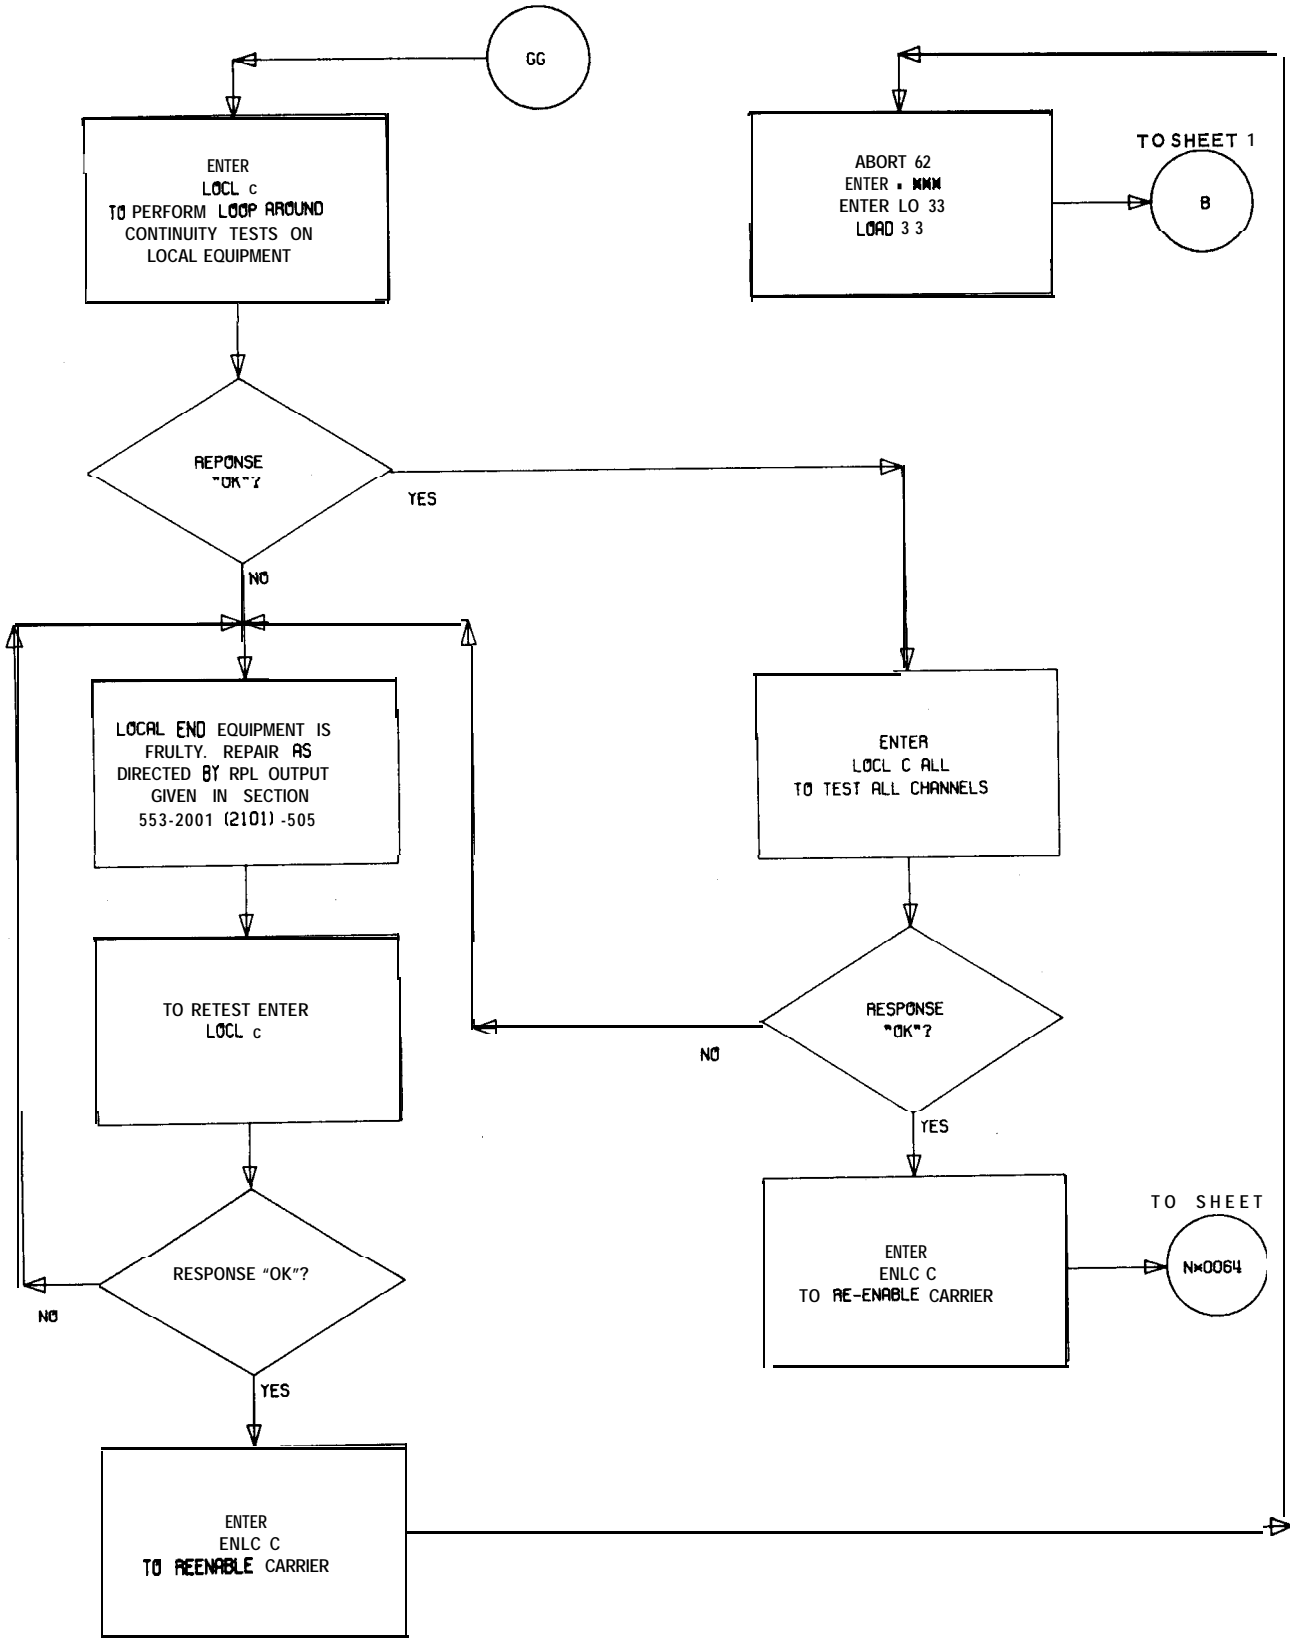 GG
ENTER
LOCL c
TO PERFORM LOOP AROUND
CONTINUITY TESTS ON
LOCAL EQUIPMENT
REPONSE
"OK"?
YES
NO
LOCAL END EQUIPMENT IS
FRULTY. REPAIR AS
DIRECTED BY RPL OUTPUT
GIVEN IN SECTION
553-2001 (2101) -505
TO RETEST ENTER
LOCL c
RESPONSE "OK"?
NO
YES
ENTER
ENLC C
TO REENABLE CARRIER
ABORT 62
ENTER
ENTER LO 33
LOAD 3 3
TO SHEET 1
B
ENTER
LOCL C ALL
TO TEST ALL CHANNELS
RESPONSE
"OK"?
NO
YES
ENTER
ENLC C
TO RE-ENABLE CARRIER
TO SHEET
N*0064